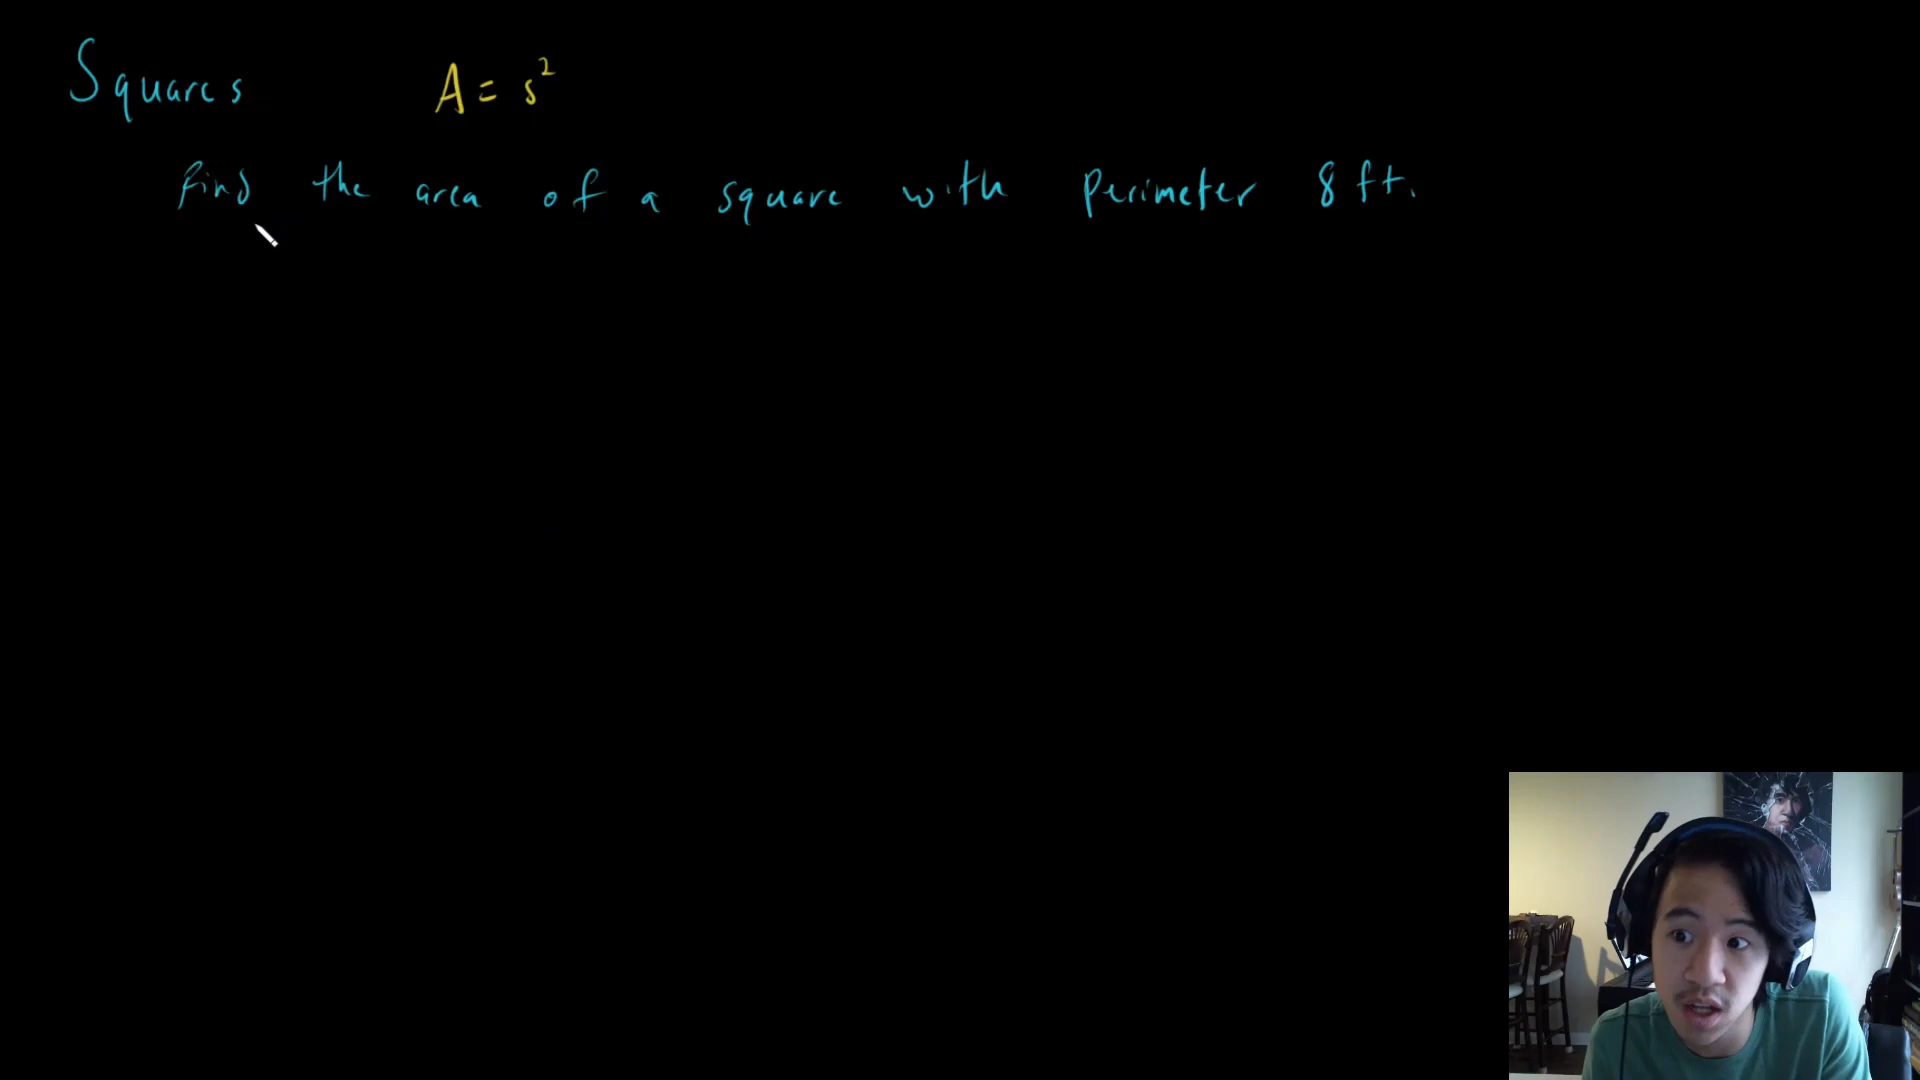 Squares A = s²
find the area of a square with perimeter 8 ft.